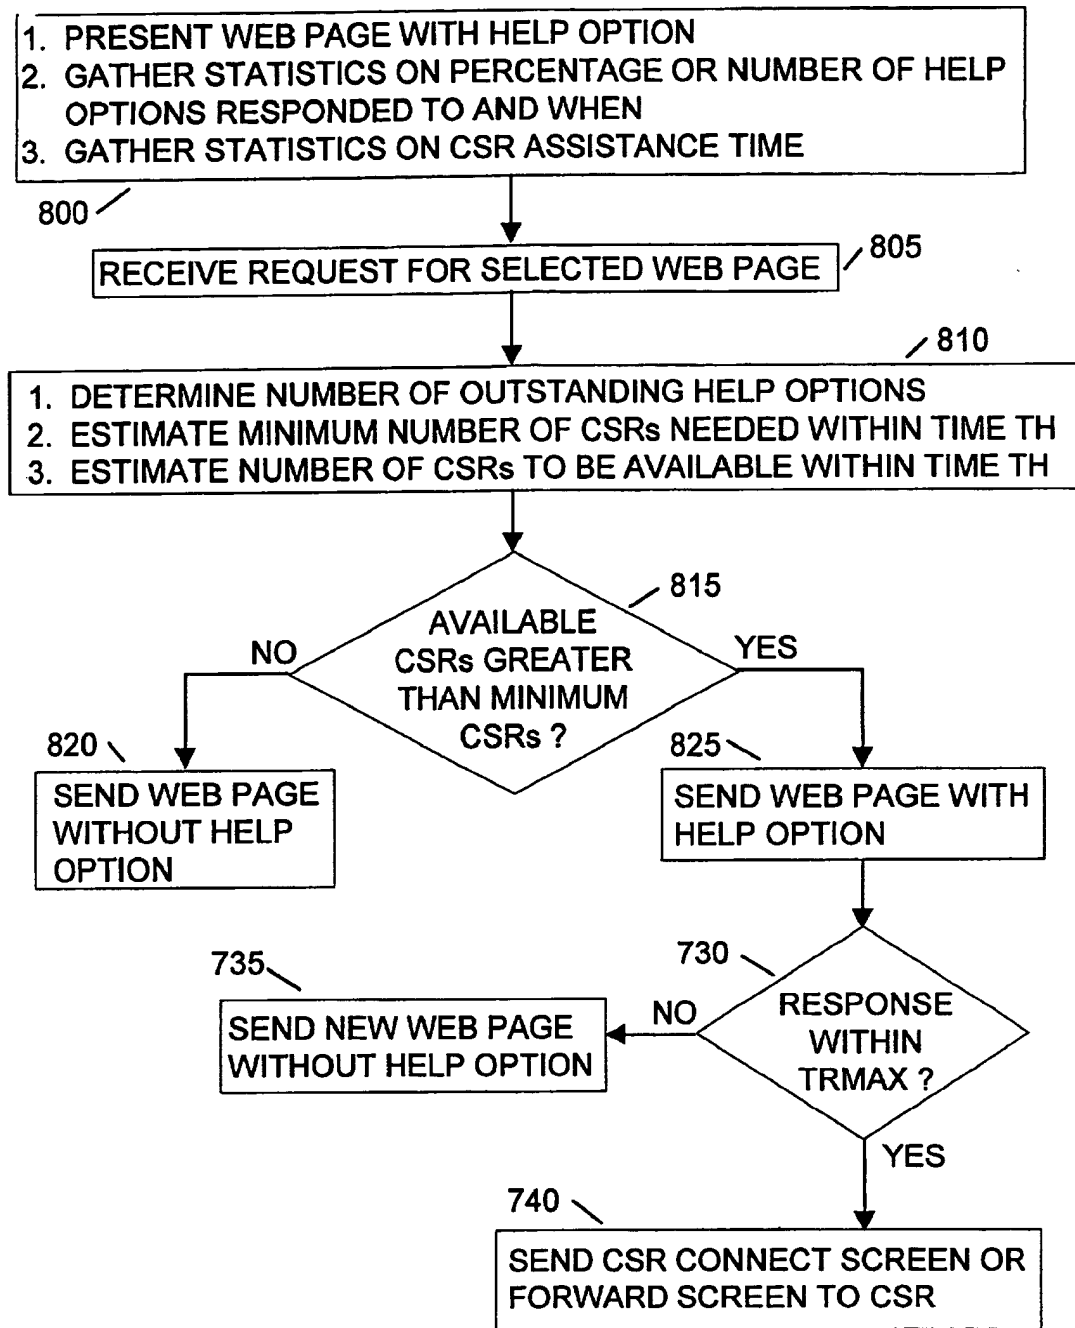 1. PRESENT WEB PAGE WITH HELP OPTION
2. GATHER STATISTICS ON PERCENTAGE OR NUMBER OF HELP
OPTIONS RESPONDED TO AND WHEN
3. GATHER STATISTICS ON CSR ASSISTANCE TIME
800
RECEIVE REQUEST FOR SELECTED WEB PAGE
805
810
1. DETERMINE NUMBER OF OUTSTANDING HELP OPTIONS
2. ESTIMATE MINIMUM NUMBER OF CSRs NEEDED WITHIN TIME TH
3. ESTIMATE NUMBER OF CSRs TO BE AVAILABLE WITHIN TIME TH
815
AVAILABLE
CSRs GREATER
THAN MINIMUM
CSRs ?
NO
YES
820
SEND WEB PAGE
WITHOUT HELP
OPTION
825
SEND WEB PAGE WITH
HELP OPTION
730
RESPONSE
WITHIN
TRMAX ?
NO
735
SEND NEW WEB PAGE
WITHOUT HELP OPTION
YES
740
SEND CSR CONNECT SCREEN OR
FORWARD SCREEN TO CSR